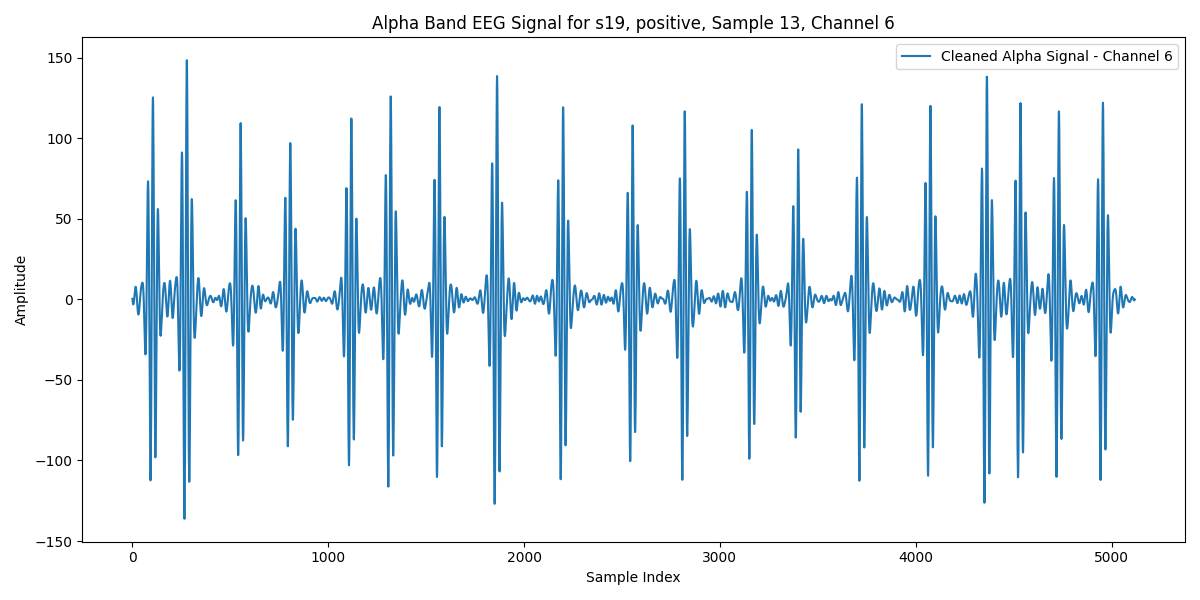 Alpha Band EEG Signal for s19, positive, Sample 13, Channel 6
Cleaned Alpha Signal - Channel 6
Amplitude
150
100
50
0
−50
−100
−150
0 1000 2000 3000 4000 5000
Sample Index